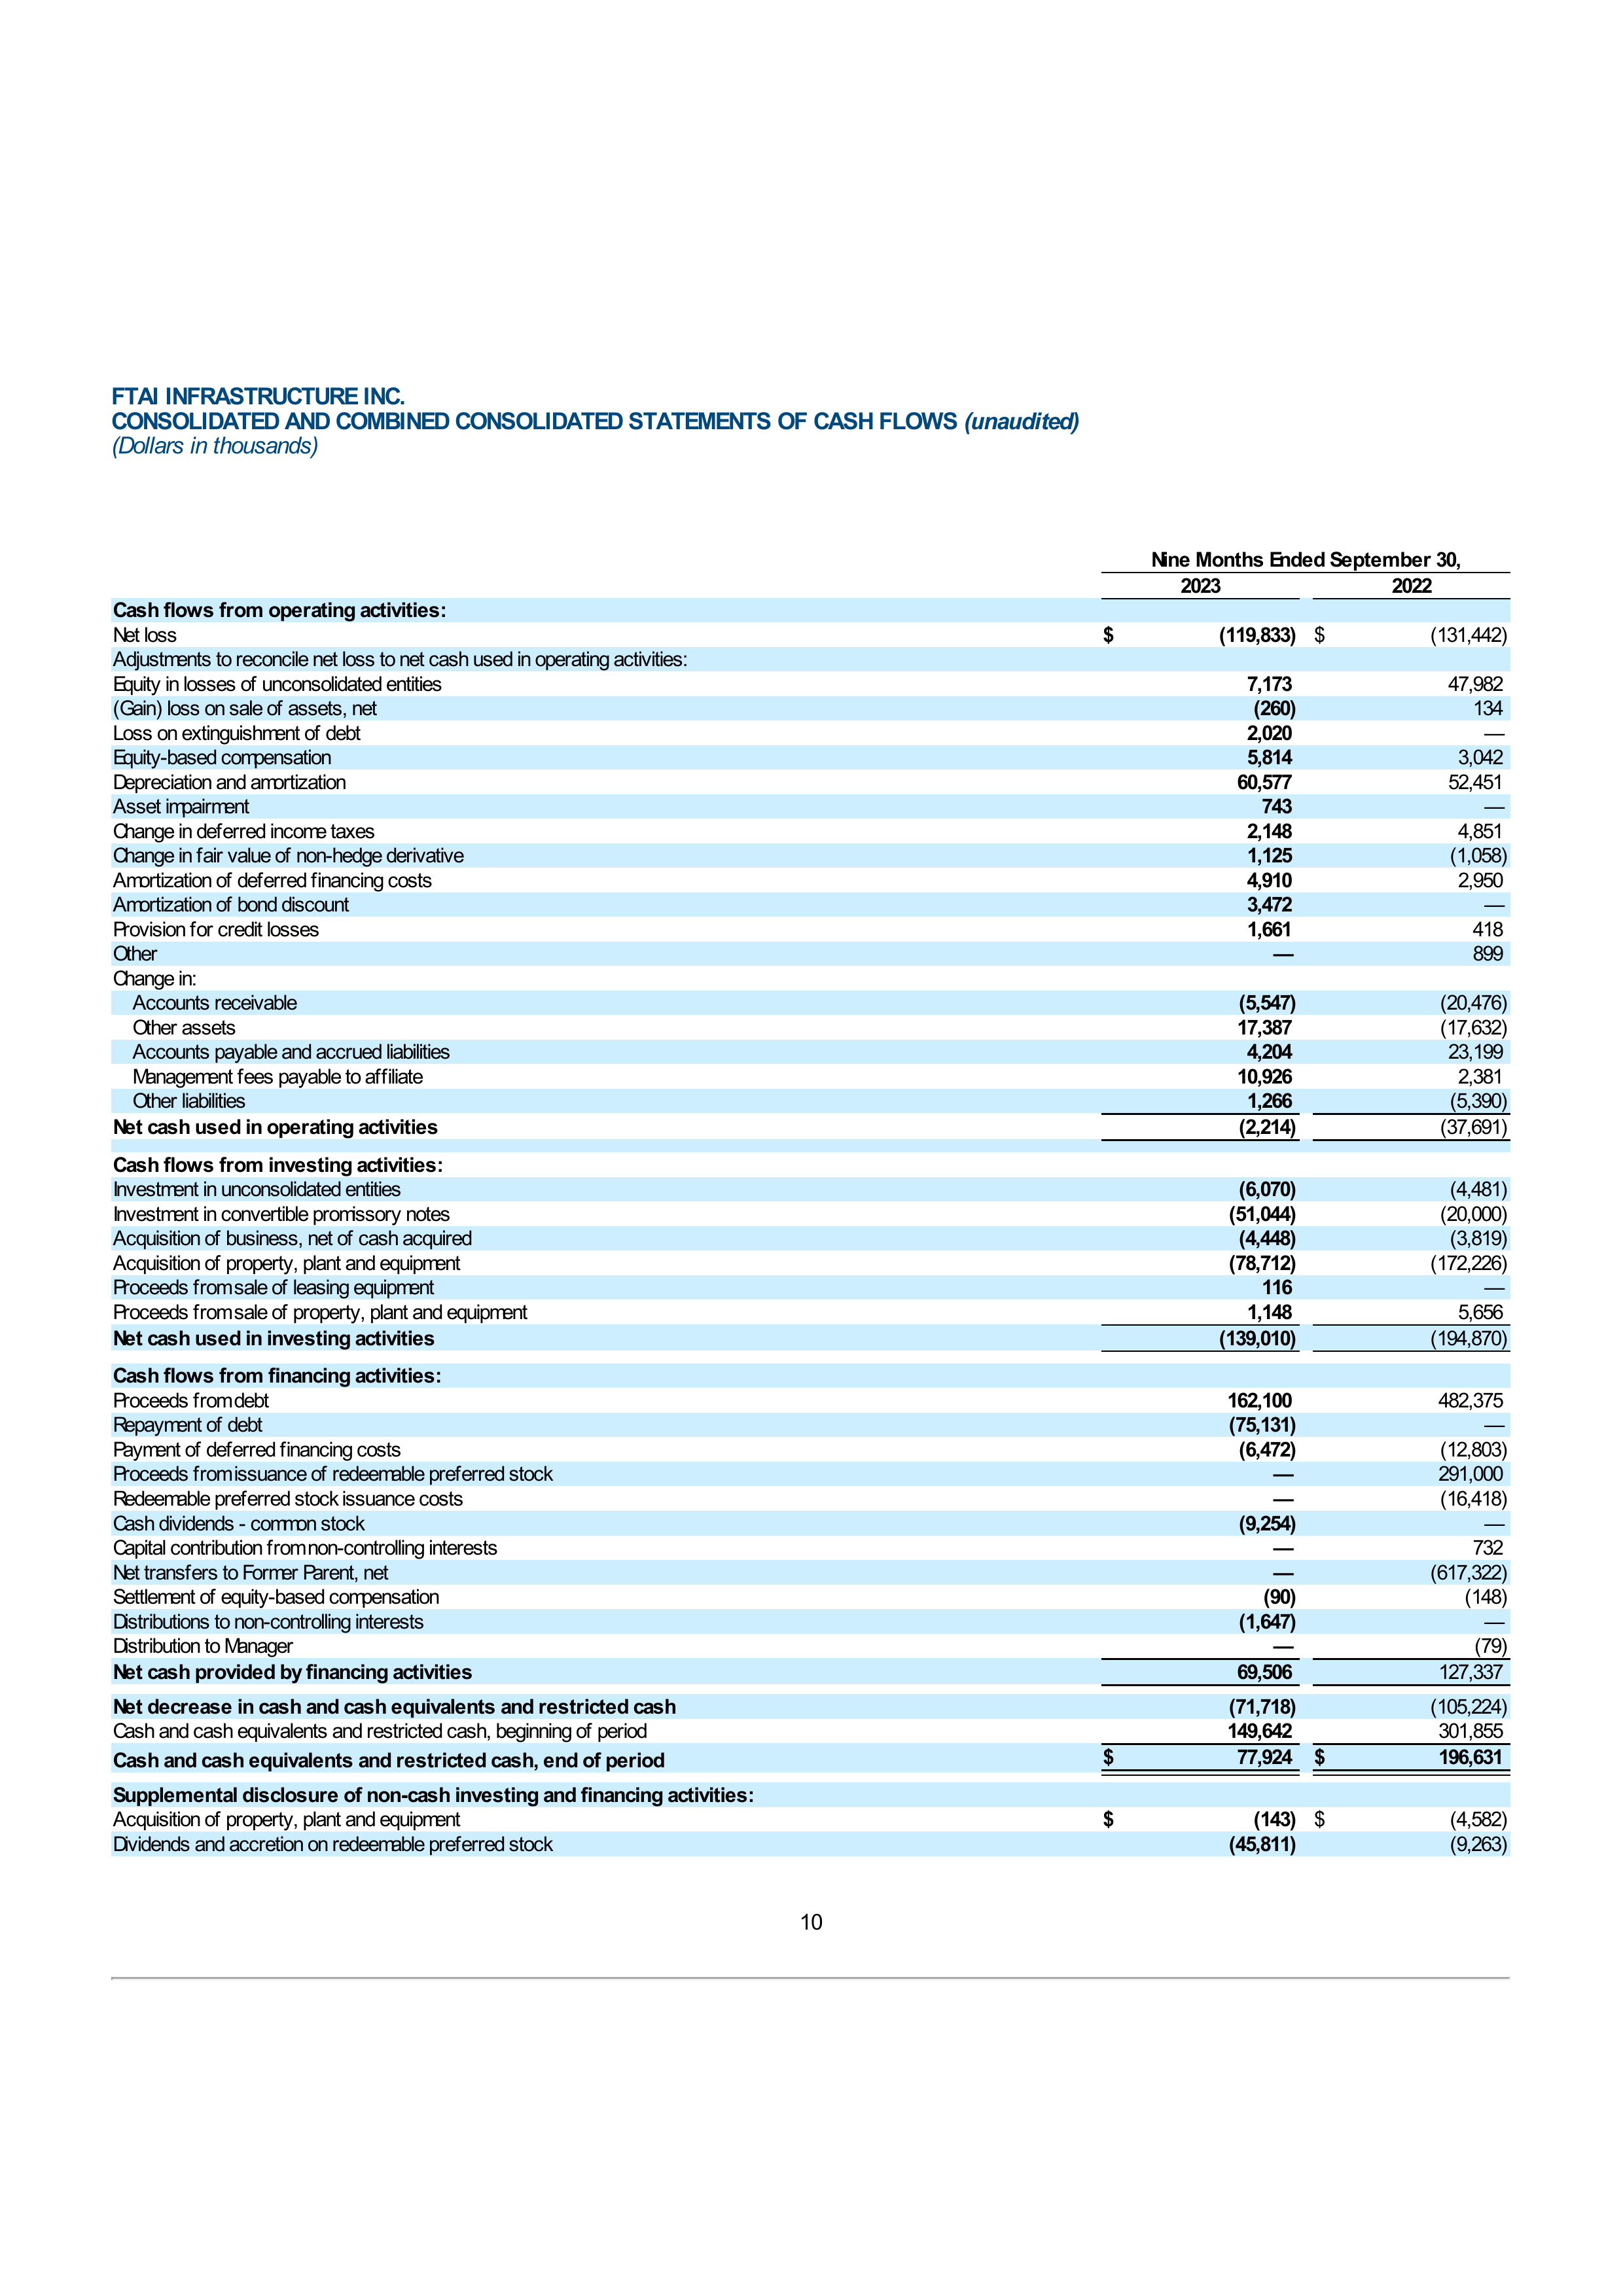 FTAI INFRASTRUCTURE INC.
CONSOLIDATED AND COMBINED CONSOLIDATED STATEMENTS OF CASH FLOWS (unaudited)
(Dollars in thousands)
Nine Months Ended September 30,
2023 2022
Cash flows from operating activities:
Net loss $ (119,833) $ (131,442)
Adjustments to reconcile net loss to net cash used in operating activities:
Equity in losses of unconsolidated entities 7,173 47,982
(Gain) loss on sale of assets, net (260) 134
Loss on extinguishment of debt 2,020 —
Equity-based compensation 5,814 3,042
Depreciation and amortization 60,577 52,451
Asset impairment 743 —
Change in deferred income taxes 2,148 4,851
Change in fair value of non-hedge derivative 1,125 (1,058)
Amortization of deferred financing costs 4,910 2,950
Amortization of bond discount 3,472 —
Provision for credit losses 1,661 418
Other — 899
Change in:
Accounts receivable (5,547) (20,476)
Other assets 17,387 (17,632)
Accounts payable and accrued liabilities 4,204 23,199
Management fees payable to affiliate 10,926 2,381
Other liabilities 1,266 (5,390)
Net cash used in operating activities (2,214) (37,691)
Cash flows from investing activities:
Investment in unconsolidated entities (6,070) (4,481)
Investment in convertible promissory notes (51,044) (20,000)
Acquisition of business, net of cash acquired (4,448) (3,819)
Acquisition of property, plant and equipment (78,712) (172,226)
Proceeds from sale of leasing equipment 116 —
Proceeds from sale of property, plant and equipment 1,148 5,656
Net cash used in investing activities (139,010) (194,870)
Cash flows from financing activities:
Proceeds from debt 162,100 482,375
Repayment of debt (75,131) —
Payment of deferred financing costs (6,472) (12,803)
Proceeds from issuance of redeemable preferred stock — 291,000
Redeemable preferred stock issuance costs — (16,418)
Cash dividends - common stock (9,254) —
Capital contribution from non-controlling interests — 732
Net transfers to Former Parent, net — (617,322)
Settlement of equity-based compensation (90) (148)
Distributions to non-controlling interests (1,647) —
Distribution to Manager — (79)
Net cash provided by financing activities 69,506 127,337
Net decrease in cash and cash equivalents and restricted cash (71,718) (105,224)
Cash and cash equivalents and restricted cash, beginning of period 149,642 301,855
Cash and cash equivalents and restricted cash, end of period $ 77,924 $ 196,631
Supplemental disclosure of non-cash investing and financing activities:
Acquisition of property, plant and equipment $ (143) $ (4,582)
Dividends and accretion on redeemable preferred stock (45,811) (9,263)
10